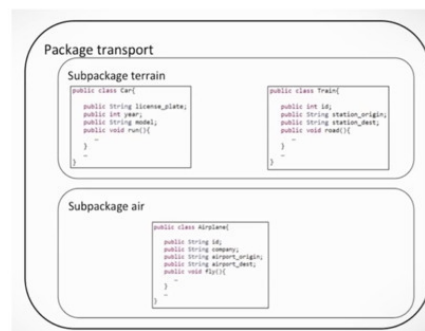 Package transport
Subpackage terrain
public class Car{
public String license_plate;
public int year;
public String model;
public void run(){
…
}
…
}
public class Train{
public int id;
public String station_origin;
public String station_dest;
public void road(){
…
}
…
}
Subpackage air
public class Airplane{
public String id;
public String company;
public String airport_origin;
public String airport_dest;
public void fly(){
…
}
…
}